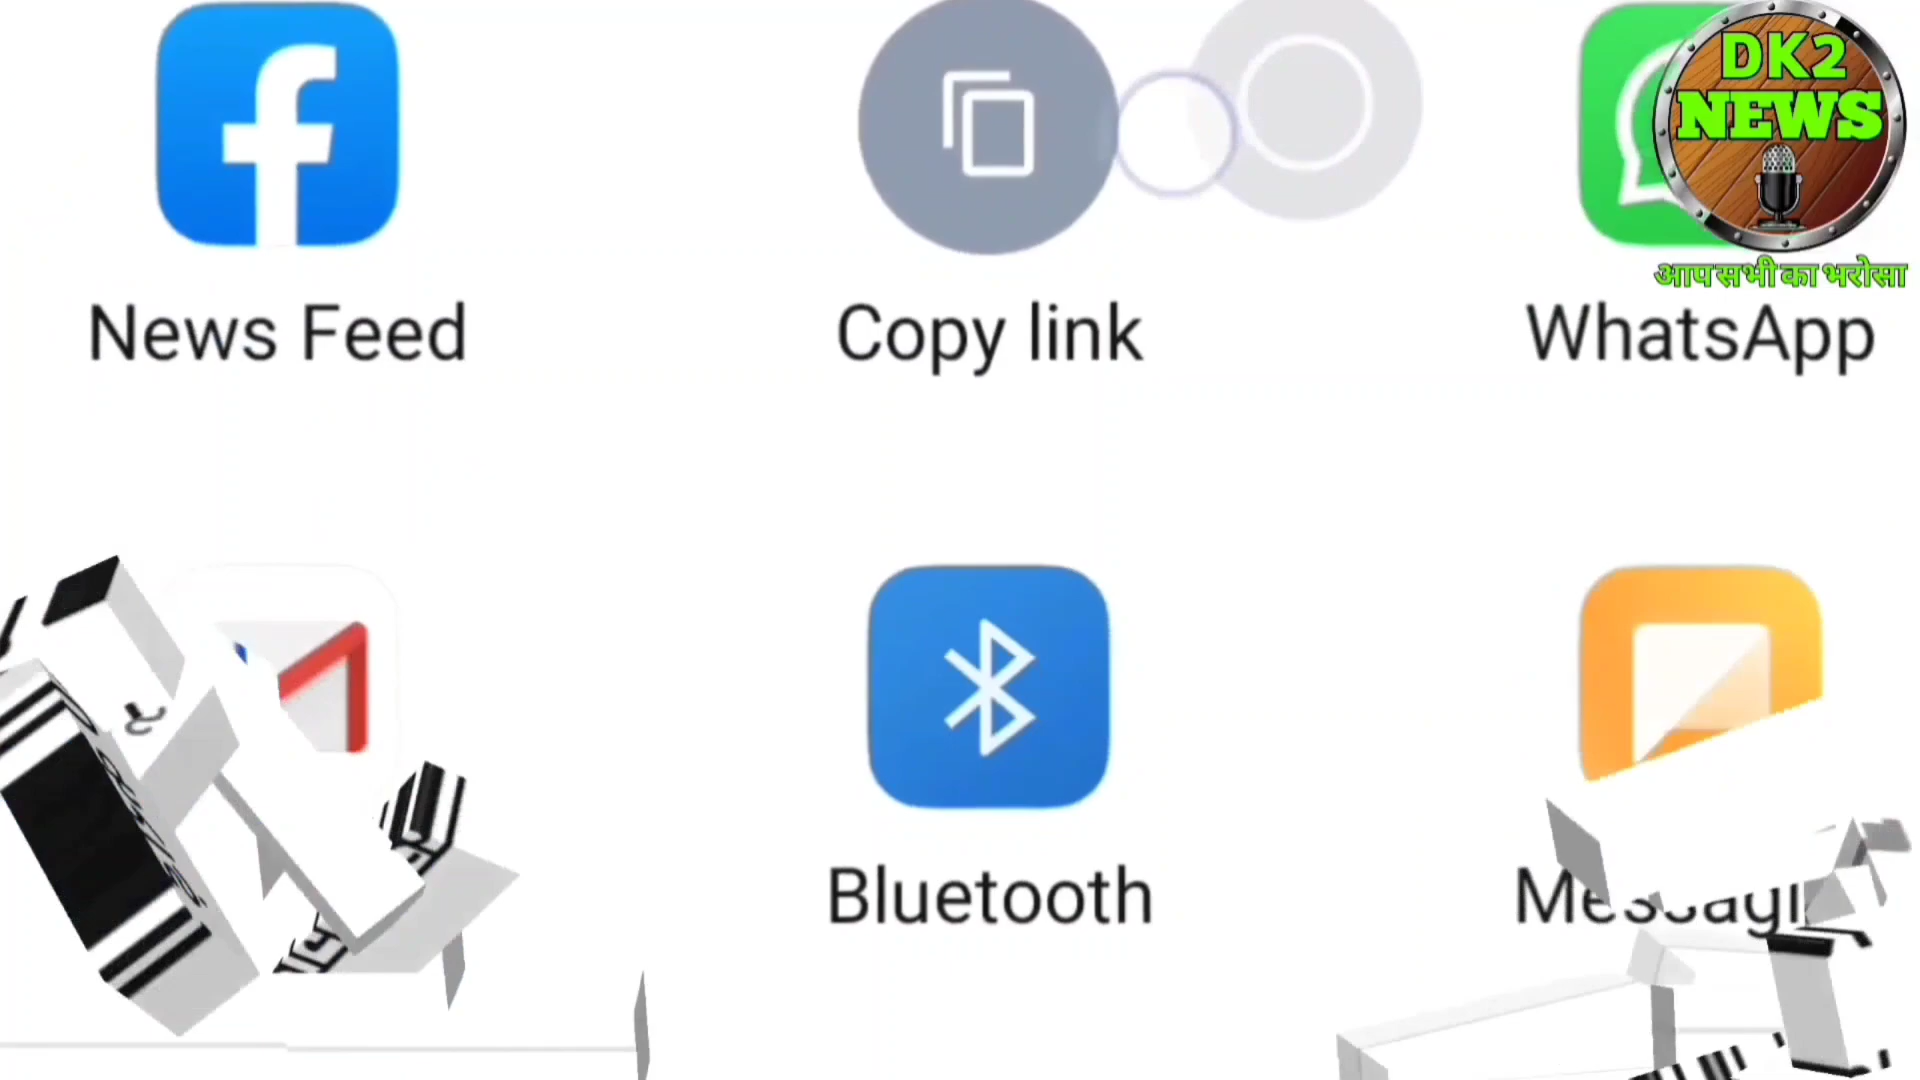 DK2
NEWS
आप सभी का भरोसा
News Feed
Copy link
WhatsApp
Bluetooth